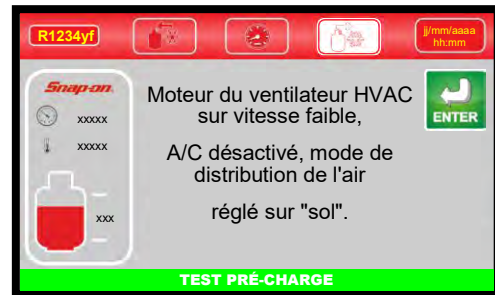 R1234yf
jj/mm/aaaa
hh:mm
Snap-on
xxxxx
xxxxx
xxx
Moteur du ventilateur HVAC
sur vitesse faible,
A/C désactivé, mode de
distribution de l'air
réglé sur "sol".
ENTER
TEST PRÉ-CHARGE